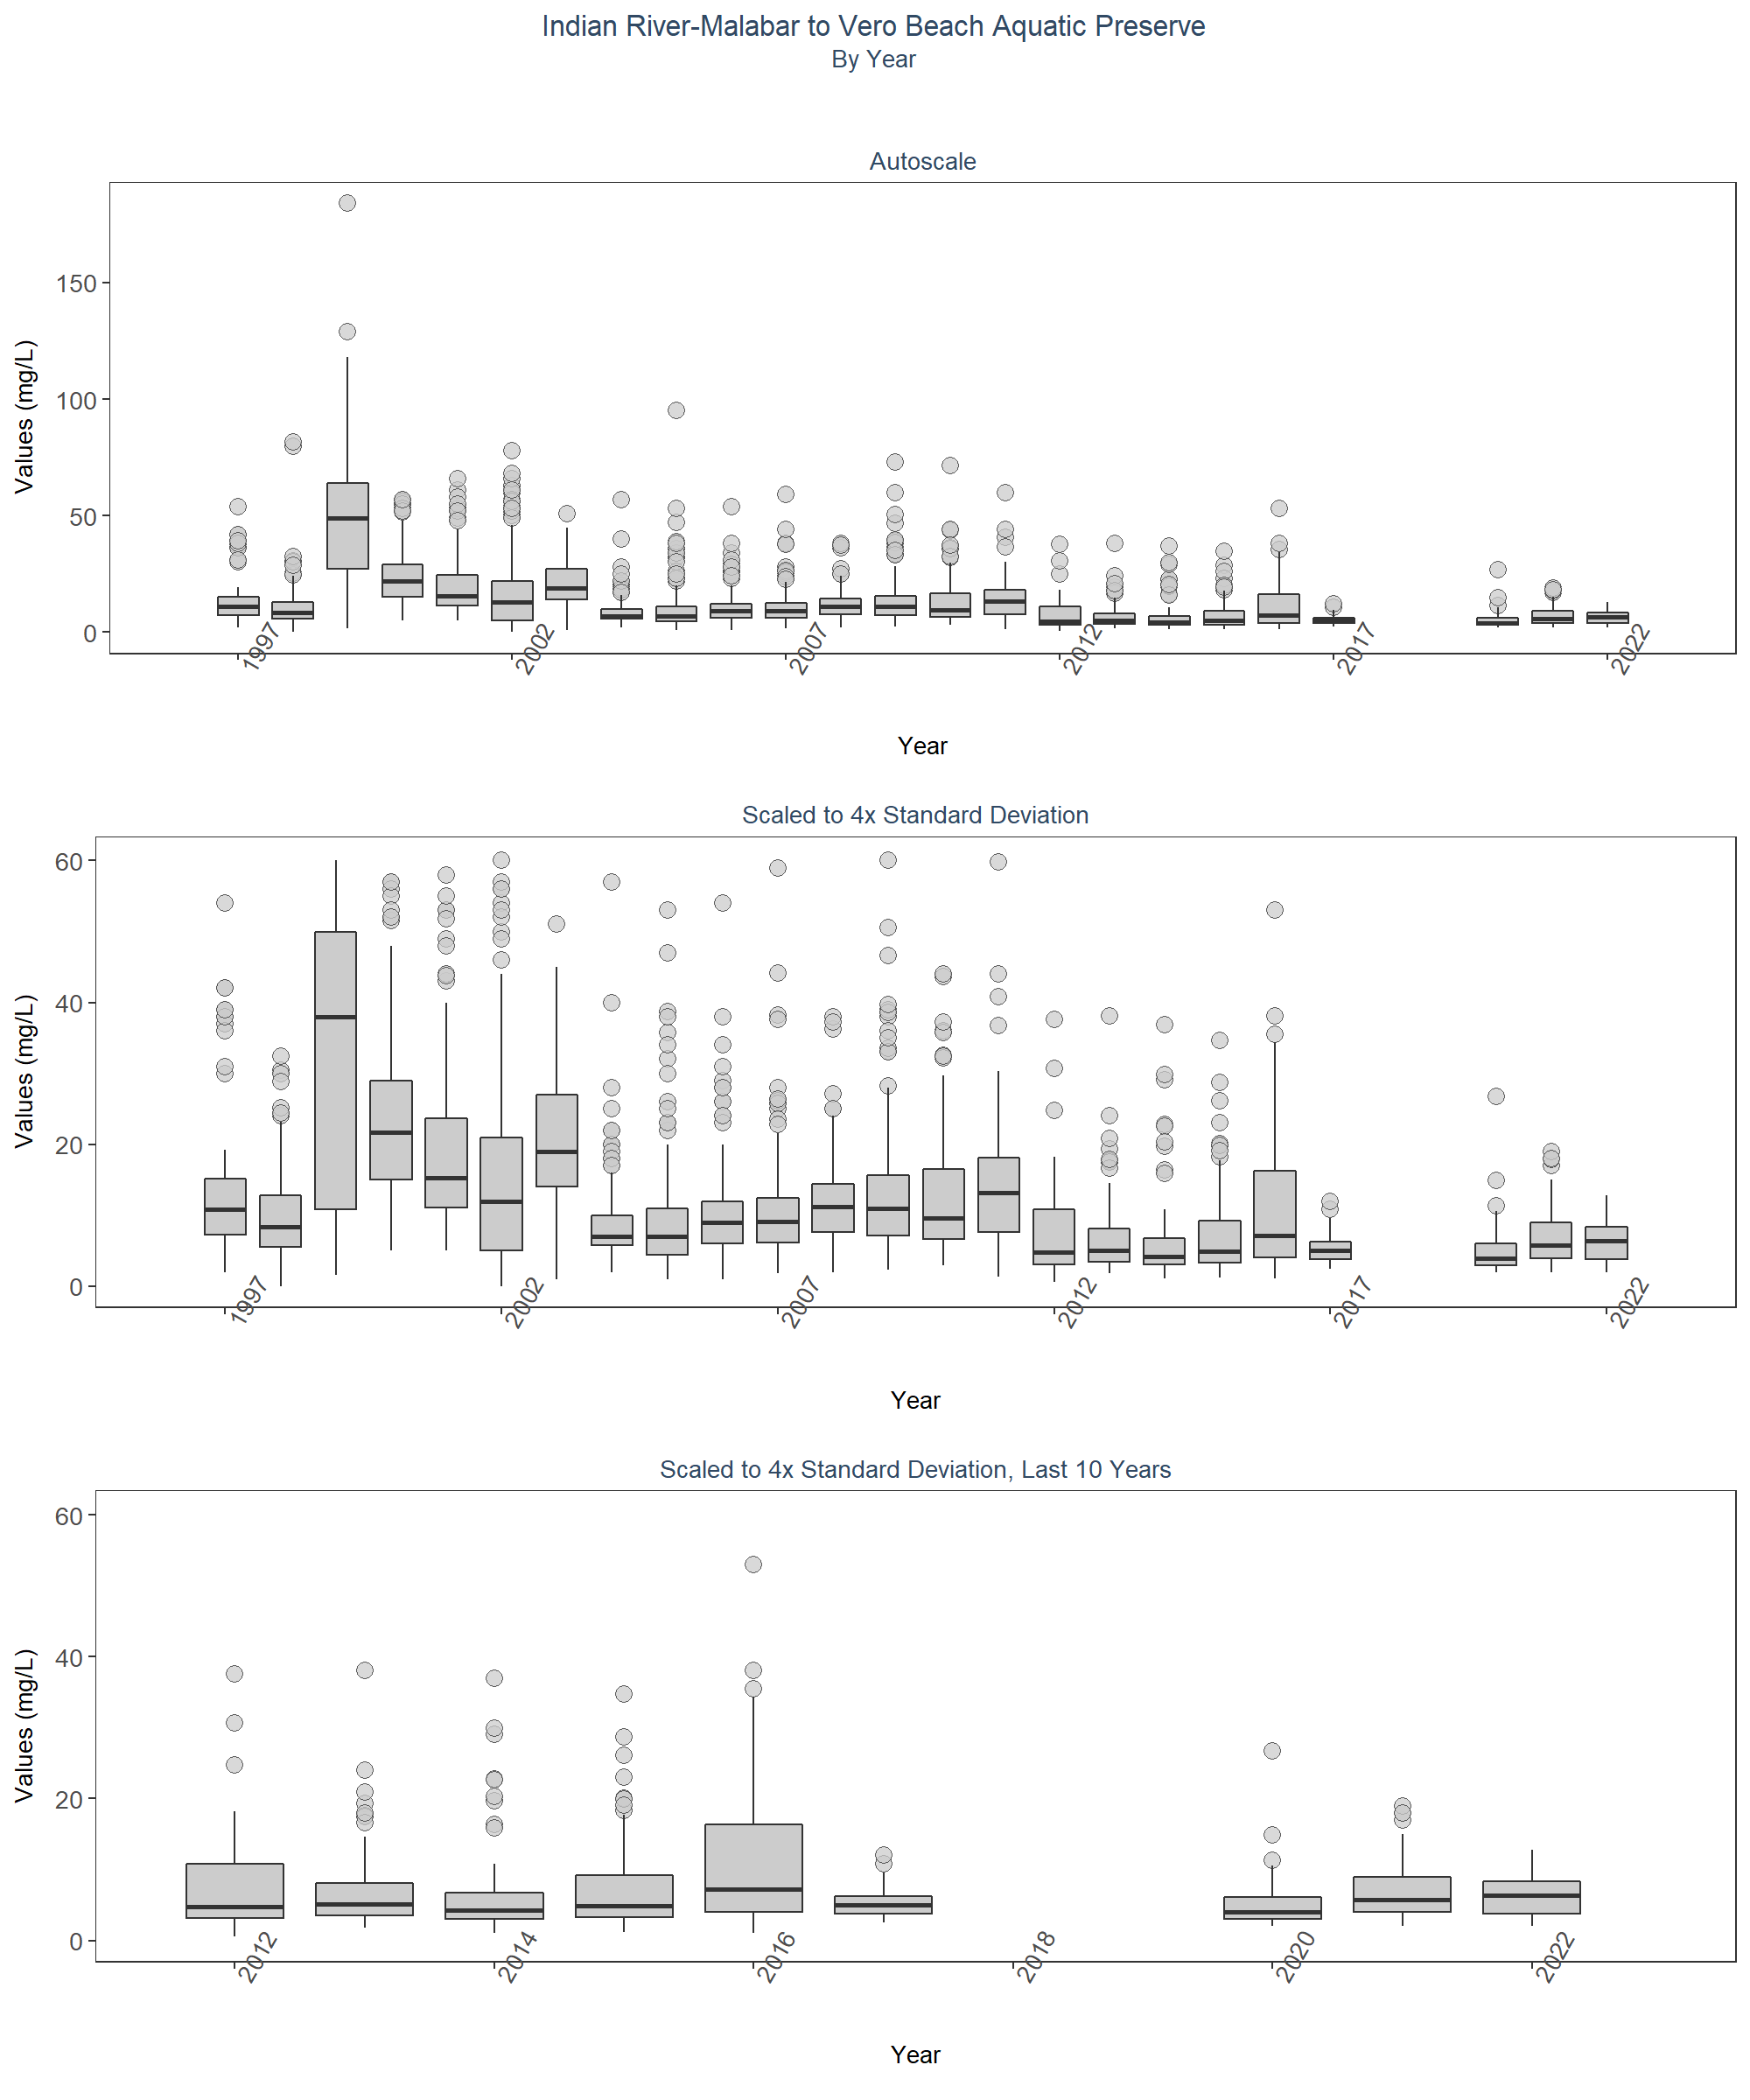 Indian River-Malabar to Vero Beach Aquatic Preserve
By Year
Autoscale
Values (mg/L)
150
100
50
0
1997
2002
2007
2012
2017
2022
Year
Scaled to 4x Standard Deviation
Values (mg/L)
60
40
20
0
1997
2002
2007
2012
2017
2022
Year
Scaled to 4x Standard Deviation, Last 10 Years
Values (mg/L)
60
40
20
0
2012
2014
2016
2018
2020
2022
Year